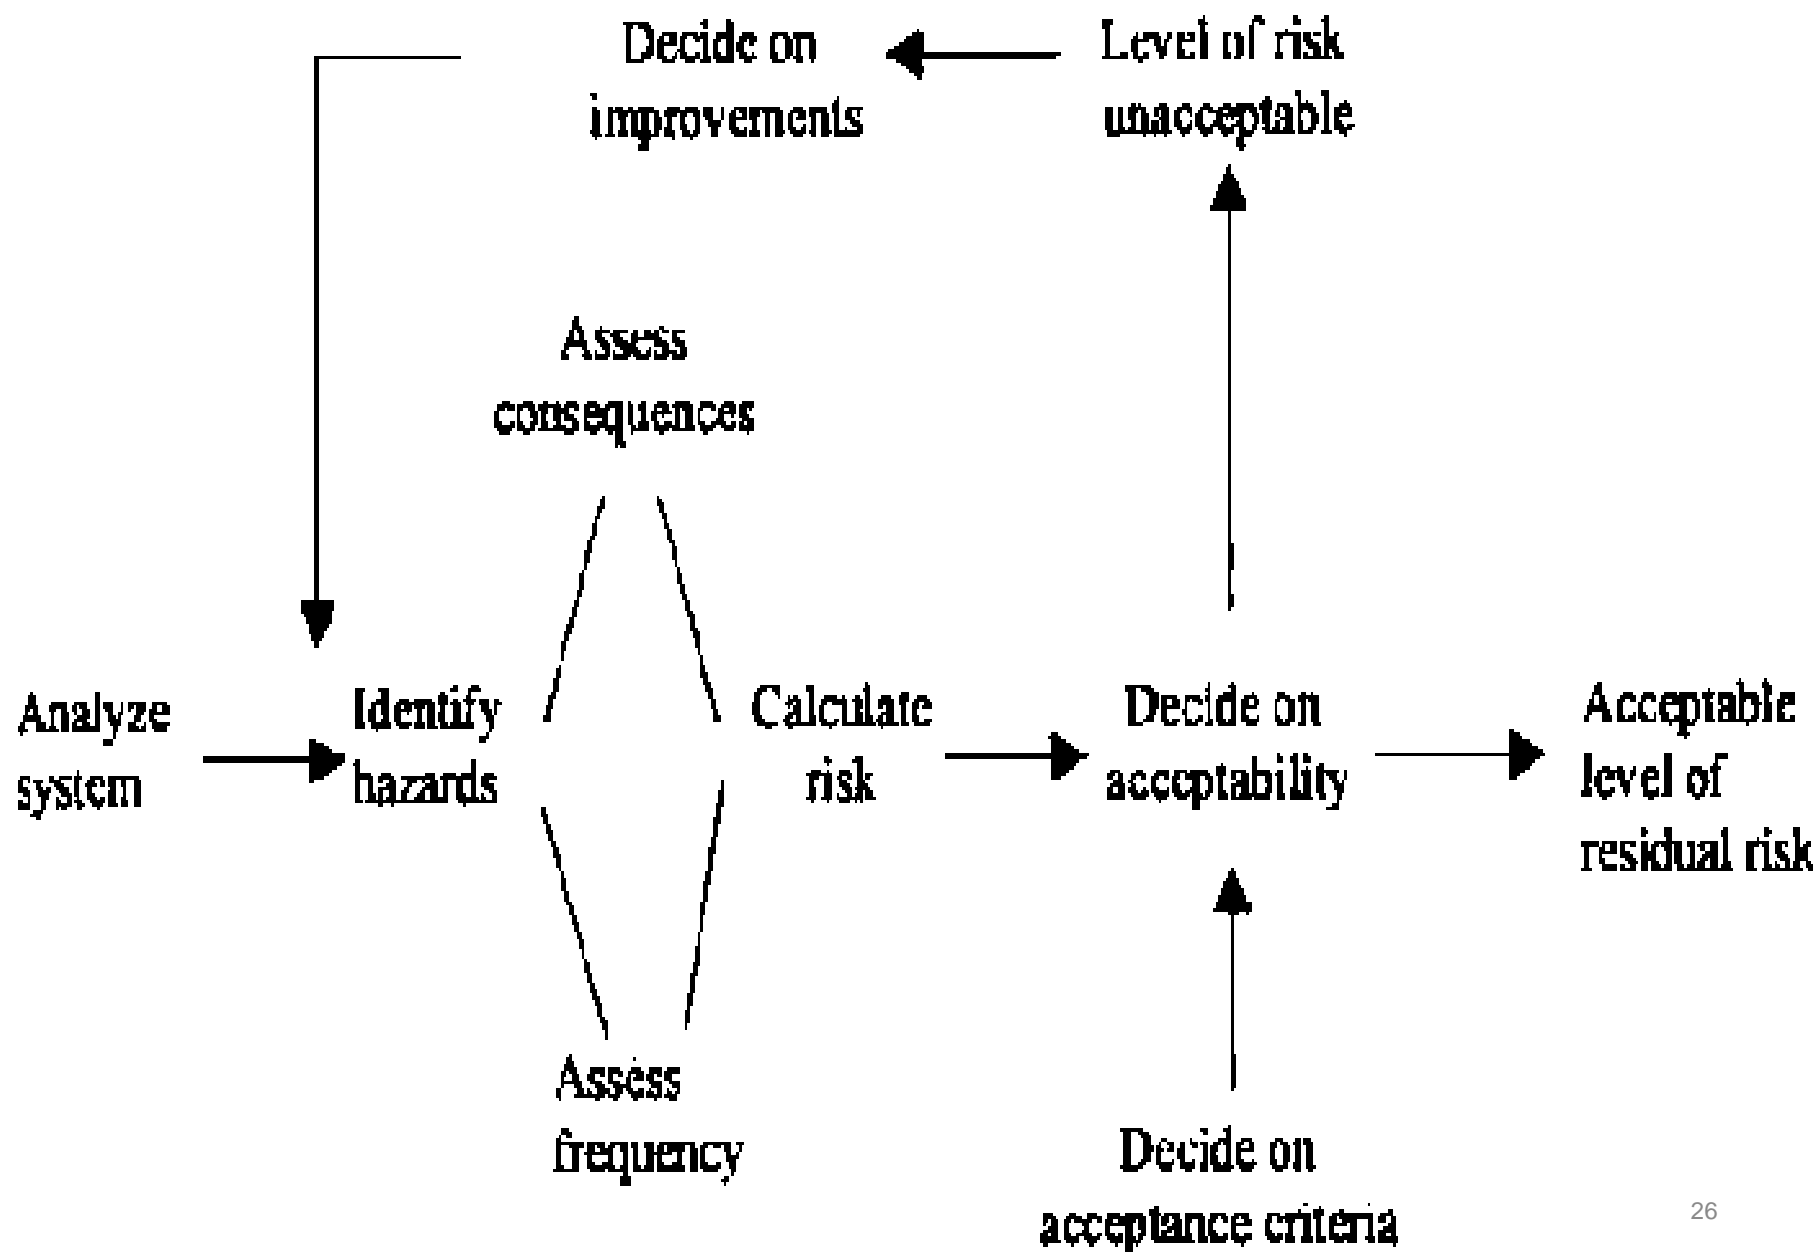 Decide on
improvements
Level of risk
unacceptable
Assess
consequences
Analyze
system
Identify
hazards
Calculate
risk
Decide on
acceptability
Acceptable
level of
residual risk
Assess
frequency
Decide on
acceptance criteria
26